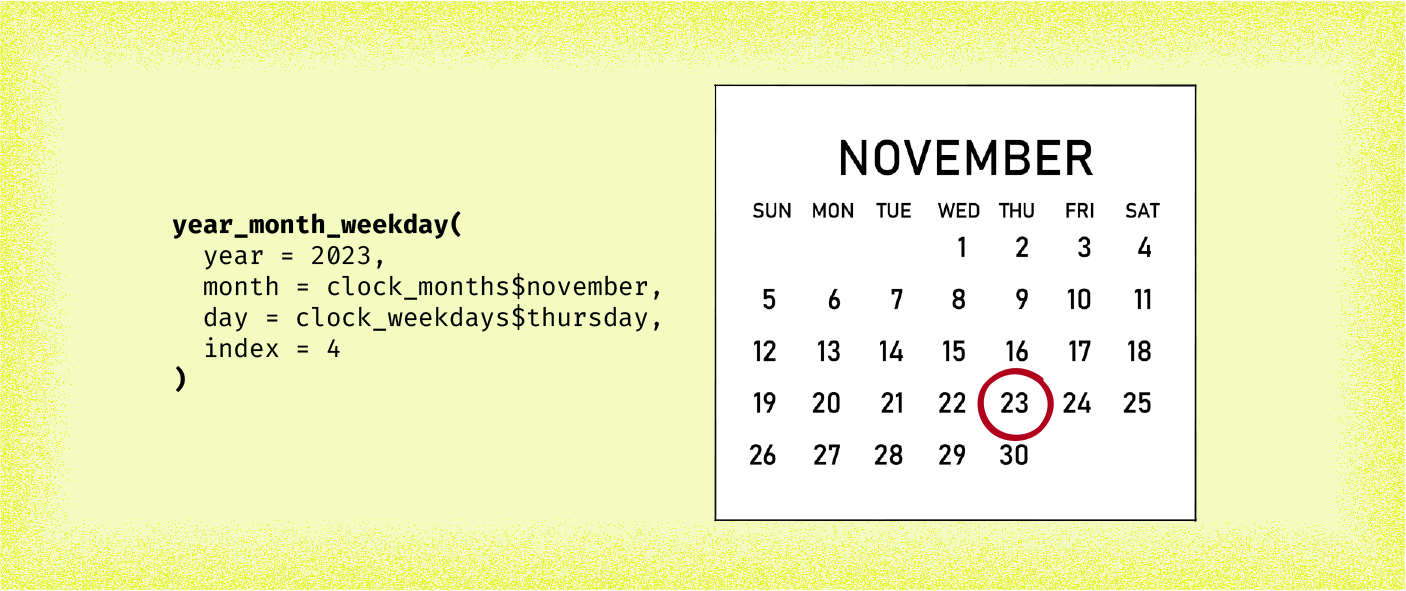 year_month_weekday(
  year = 2023,
  month = clock_months$november,
  day = clock_weekdays$thursday,
  index = 4
)
NOVEMBER
SUN MON TUE WED THU FRI SAT
1 2 3 4
5 6 7 8 9 10 11
12 13 14 15 16 17 18
19 20 21 22 23 24 25
26 27 28 29 30